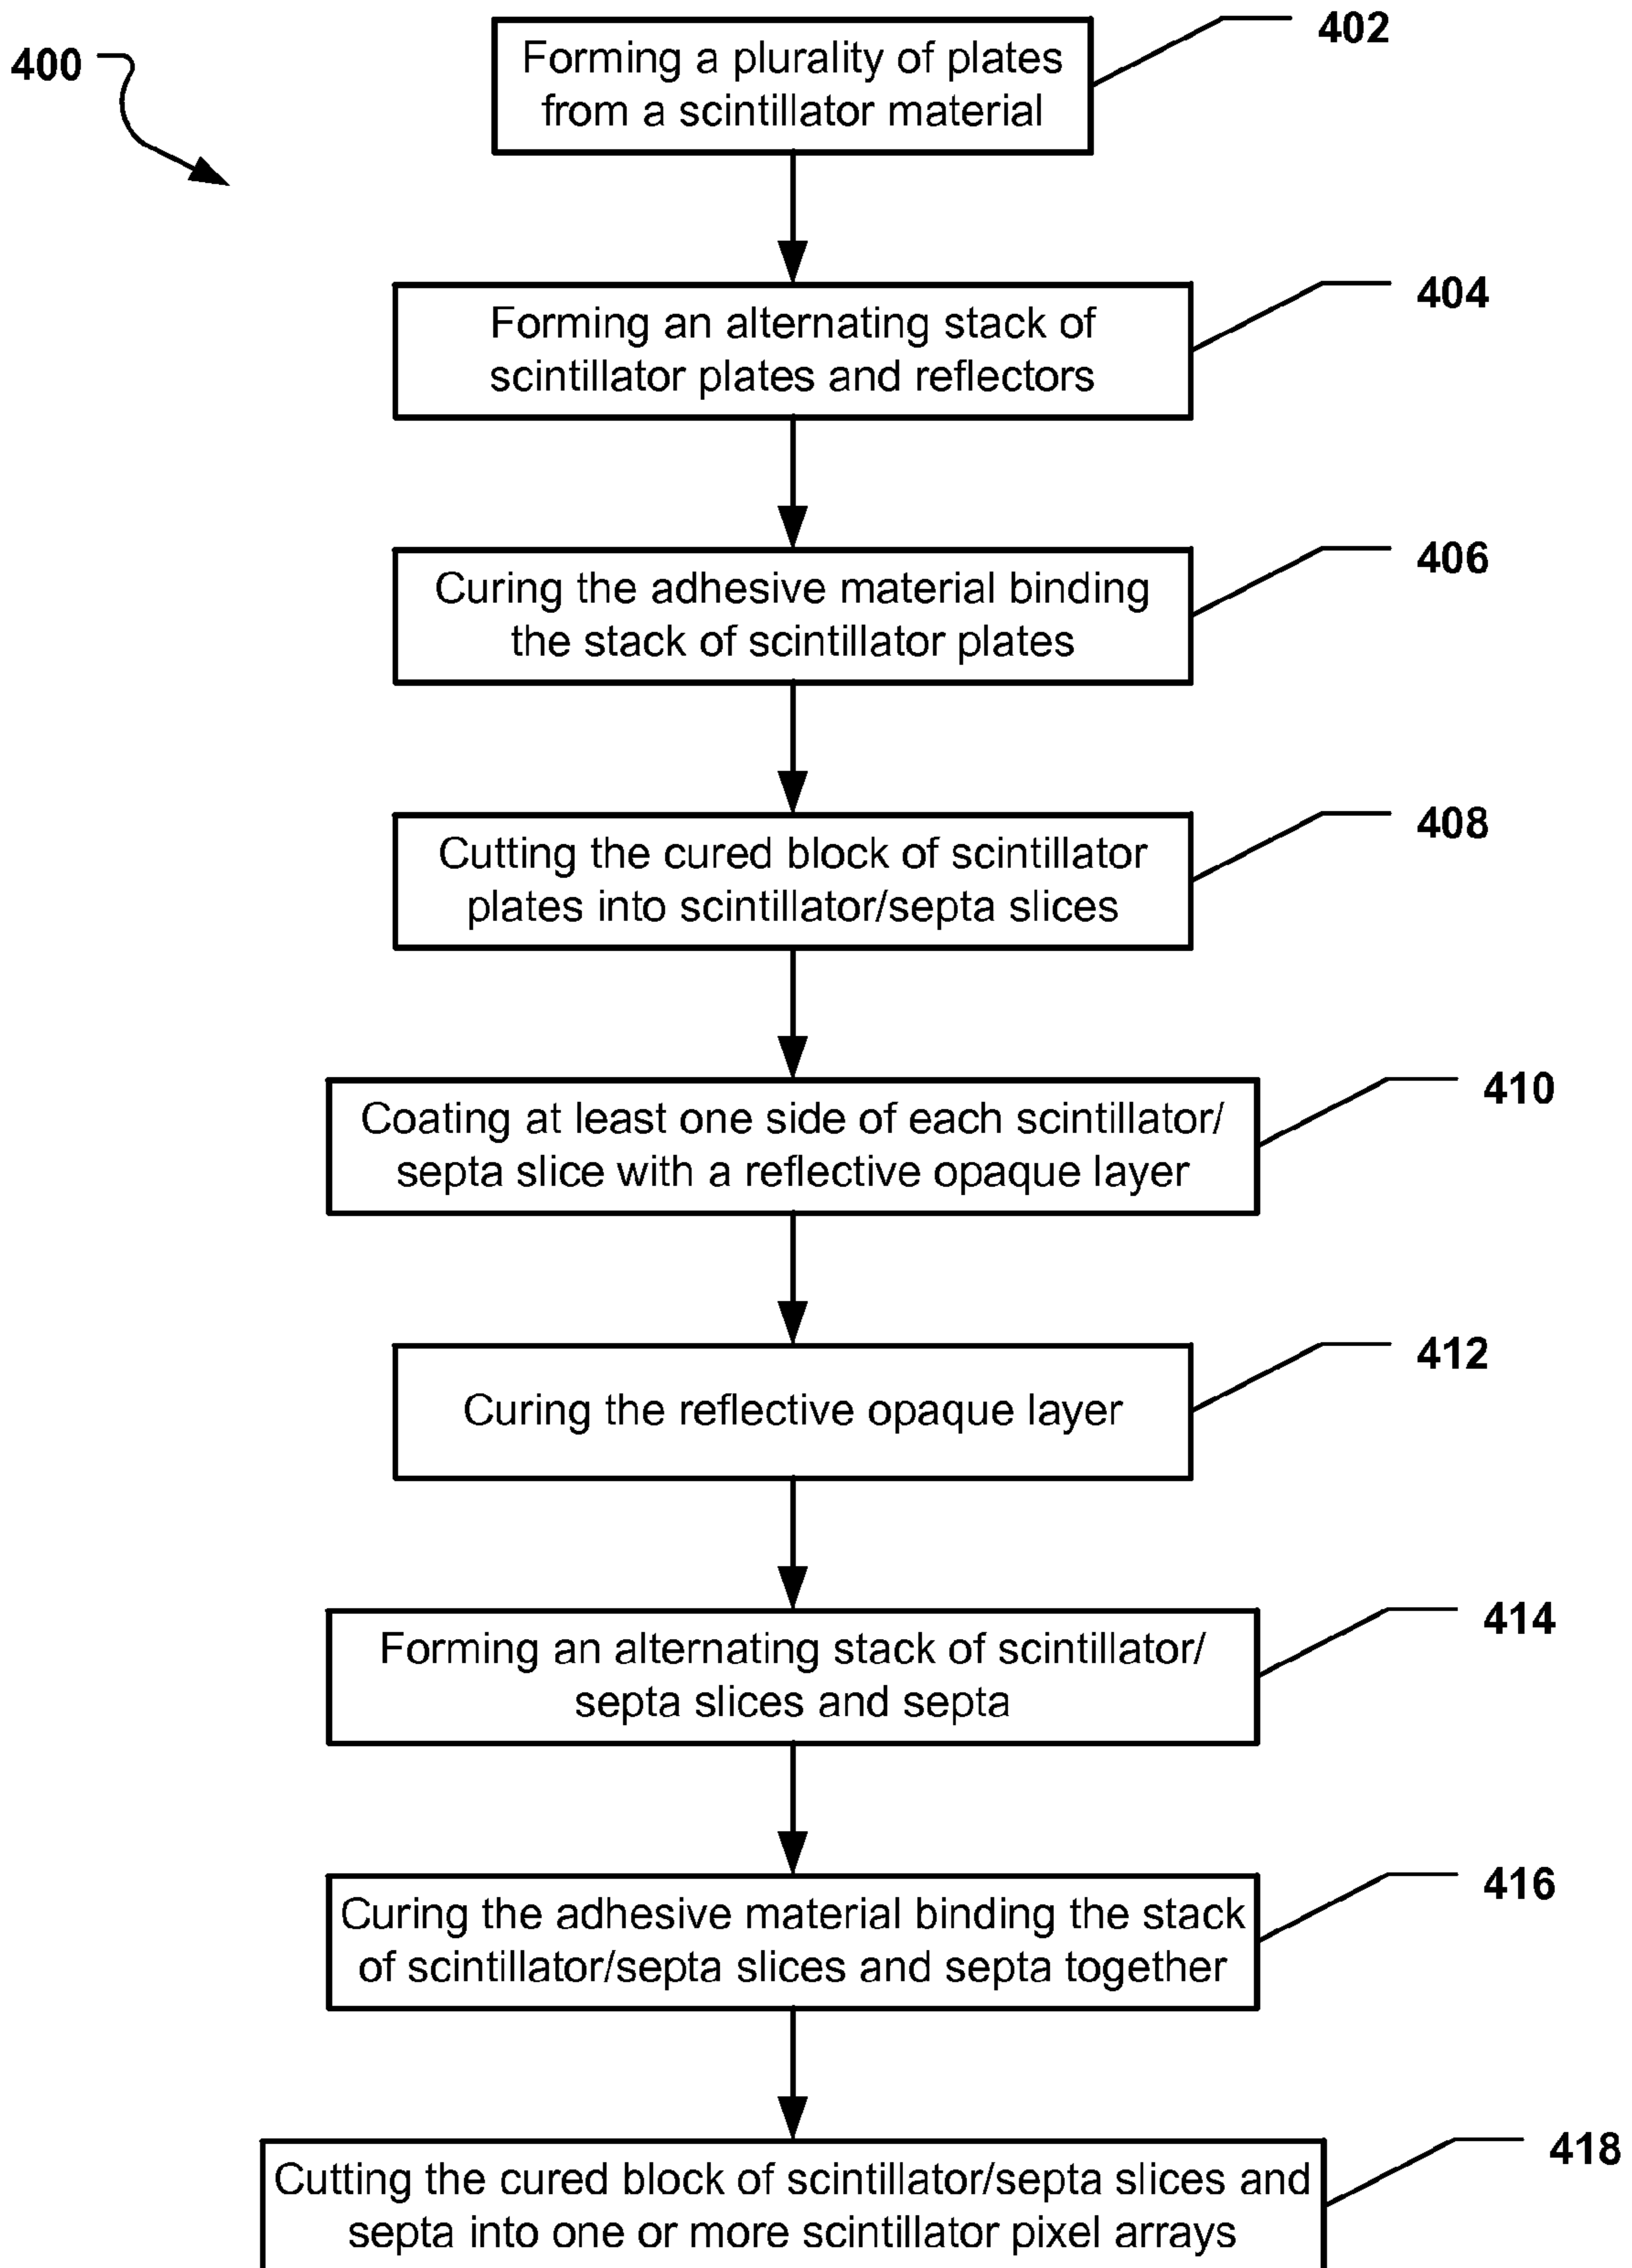 400
Forming a plurality of plates
from a scintillator material
402
Forming an alternating stack of
scintillator plates and reflectors
404
Curing the adhesive material binding
the stack of scintillator plates
406
Cutting the cured block of scintillator
plates into scintillator/septa slices
408
Coating at least one side of each scintillator/
septa slice with a reflective opaque layer
410
Curing the reflective opaque layer
412
Forming an alternating stack of scintillator/
septa slices and septa
414
Curing the adhesive material binding the stack
of scintillator/septa slices and septa together
416
Cutting the cured block of scintillator/septa slices and
septa into one or more scintillator pixel arrays
418